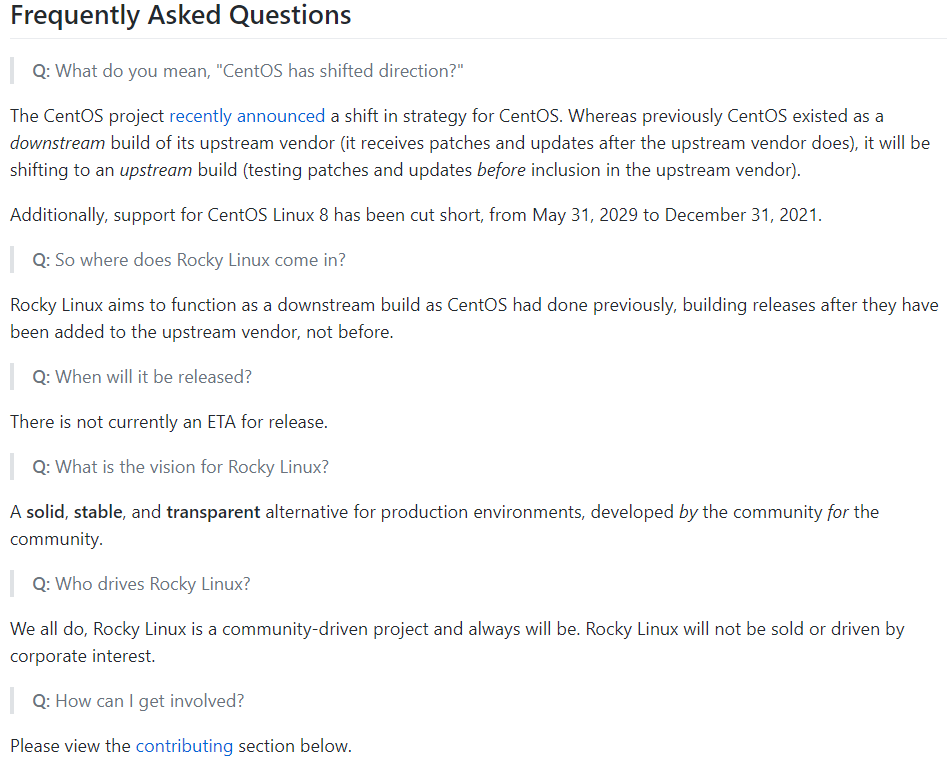 Frequently Asked Questions
Q: What do you mean, "CentOS has shifted direction?"
The CentOS project recently announced a shift in strategy for CentOS. Whereas previously CentOS existed as a
downstream build of its upstream vendor (it receives patches and updates after the upstream vendor does), it will be
shifting to an upstream build (testing patches and updates before inclusion in the upstream vendor).
Additionally, support for CentOS Linux 8 has been cut short, from May 31, 2029 to December 31, 2021.
Q: So where does Rocky Linux come in?
Rocky Linux aims to function as a downstream build as CentOS had done previously, building releases after they have
been added to the upstream vendor, not before.
Q: When will it be released?
There is not currently an ETA for release.
Q: What is the vision for Rocky Linux?
A solid, stable, and transparent alternative for production environments, developed by the community for the
community.
Q: Who drives Rocky Linux?
We all do, Rocky Linux is a community-driven project and always will be. Rocky Linux will not be sold or driven by
corporate interest.
Q: How can I get involved?
Please view the contributing section below.